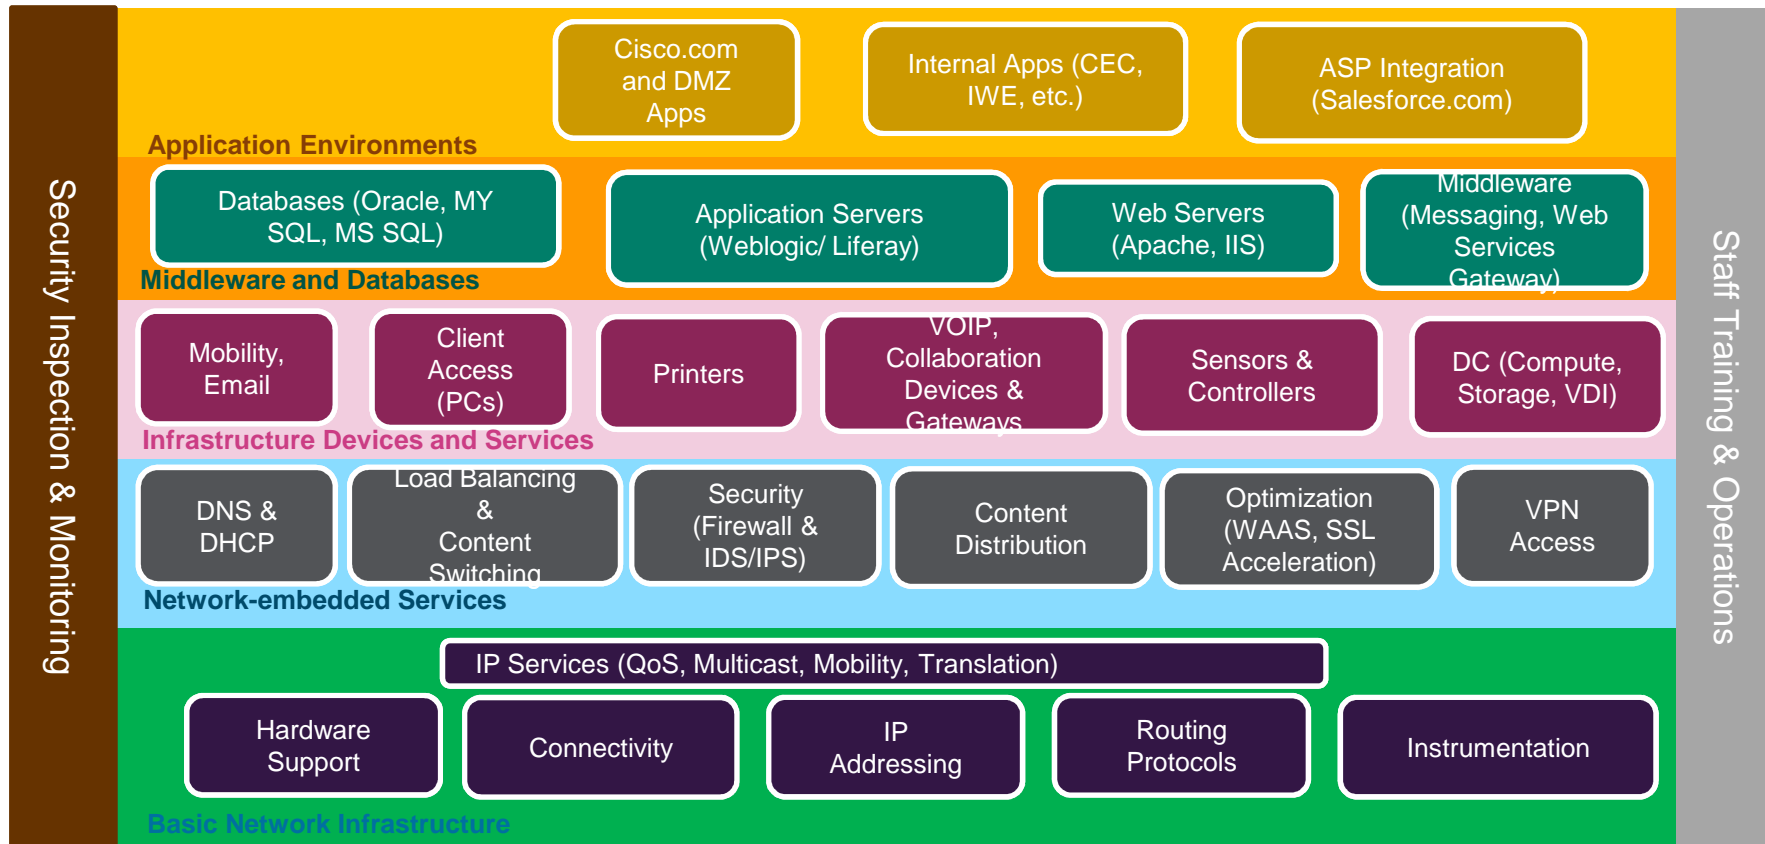 Security Inspection & Monitoring
Cisco.com
and DMZ
Apps
Internal Apps (CEC,
IWE, etc.)
ASP Integration
(Salesforce.com)
Application Environments
Databases (Oracle, MY
SQL, MS SQL)
Application Servers
(Weblogic/ Liferay)
Web Servers
(Apache, IIS)
Middleware
(Messaging, Web
Services
Gateway)
Middleware and Databases
Mobility,
Email
Client
Access
(PCs)
Printers
VOIP,
Collaboration
Devices &
Gateways
Sensors &
Controllers
DC (Compute,
Storage, VDI)
Infrastructure Devices and Services
DNS &
DHCP
Load Balancing
&
Content
Switching
Security
(Firewall &
IDS/IPS)
Content
Distribution
Optimization
(WAAS, SSL
Acceleration)
VPN
Access
Network-embedded Services
IP Services (QoS, Multicast, Mobility, Translation)
Hardware
Support
Connectivity
IP
Addressing
Routing
Protocols
Instrumentation
Basic Network Infrastructure
Staff Training & Operations